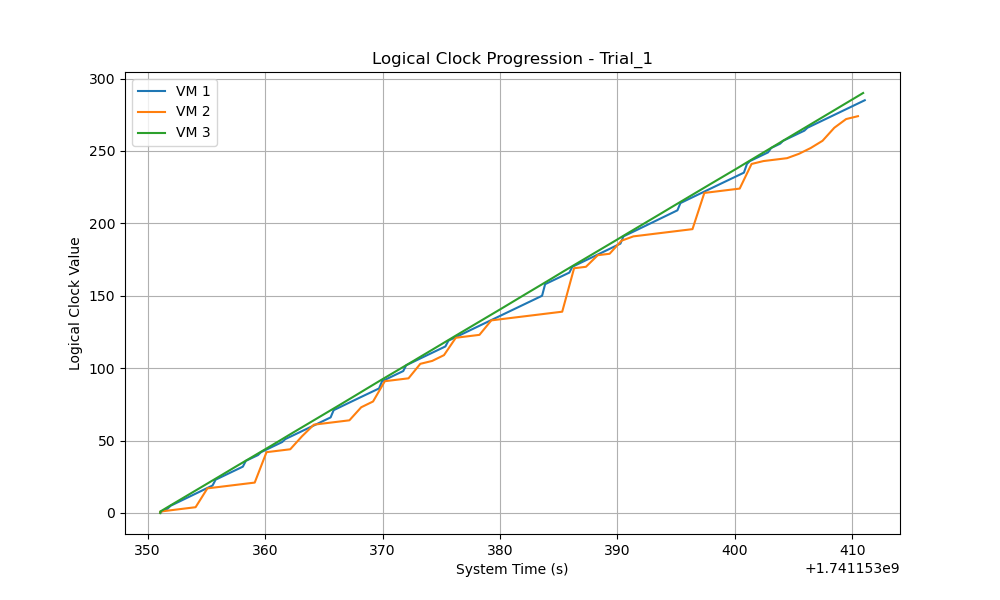 Logical Clock Progression - Trial_1
VM 1
VM 2
VM 3
300
250
200
150
100
50
0
Logical Clock Value
350 360 370 380 390 400 410
System Time (s)
+1.741153e9